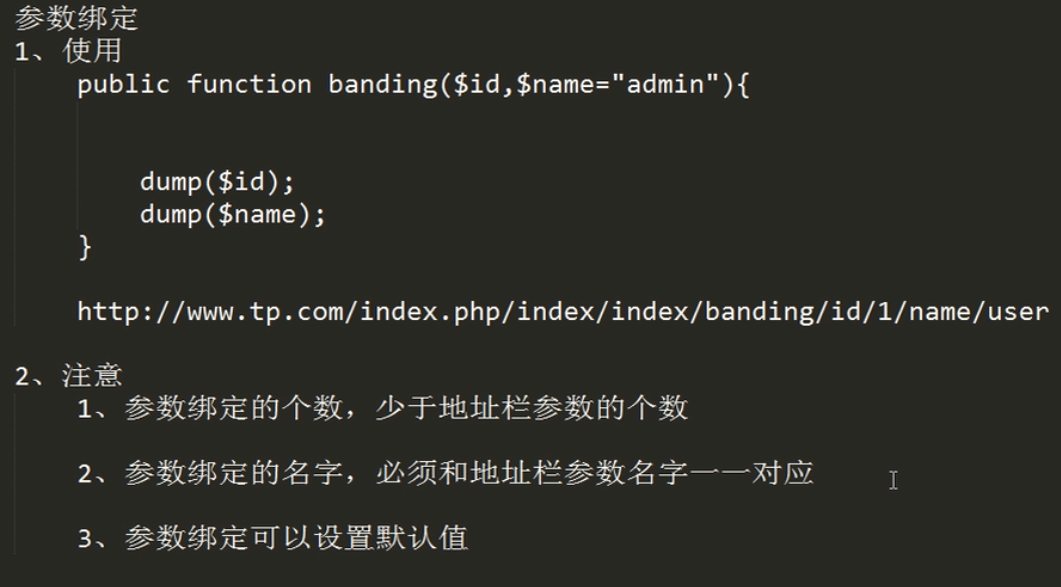 参数绑定
1、使用
public function banding($id,$name="admin"){
dump($id);
dump($name);
}
http://www.tp.com/index.php/index/index/banding/id/1/name/user
2、注意
1、参数绑定的个数，少于地址栏参数的个数
2、参数绑定的名字，必须和地址栏参数名字一一对应
3、参数绑定可以设置默认值